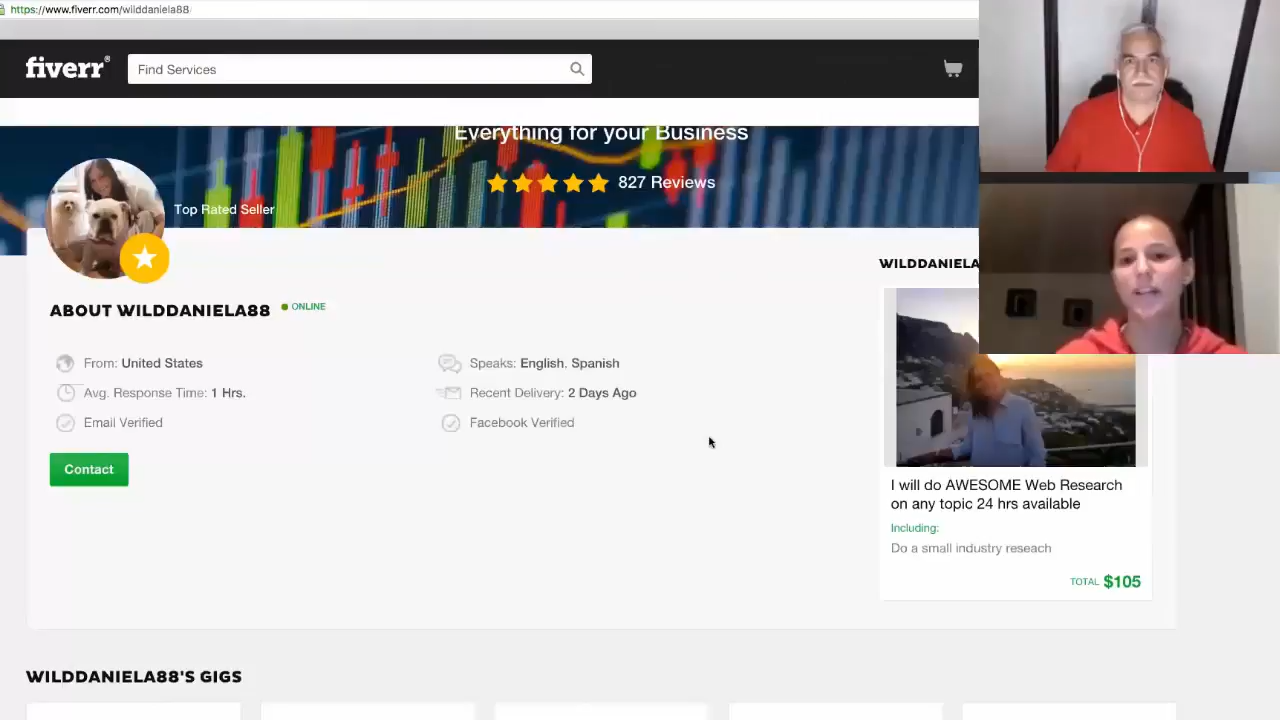 https://www.fiverr.com/wilddaniela88
fiverr®
Find Services
Everything for your Business
827 Reviews
Top Rated Seller
ABOUT WILDDANIELA88 ONLINE
From: United States
Speaks: English, Spanish
Avg. Response Time: 1 Hrs.
Recent Delivery: 2 Days Ago
Email Verified
Facebook Verified
Contact
WILDDANIELA
I will do AWESOME Web Research
on any topic 24 hrs available
Including:
Do a small industry reseach
TOTAL $105
WILDDANIELA88'S GIGS